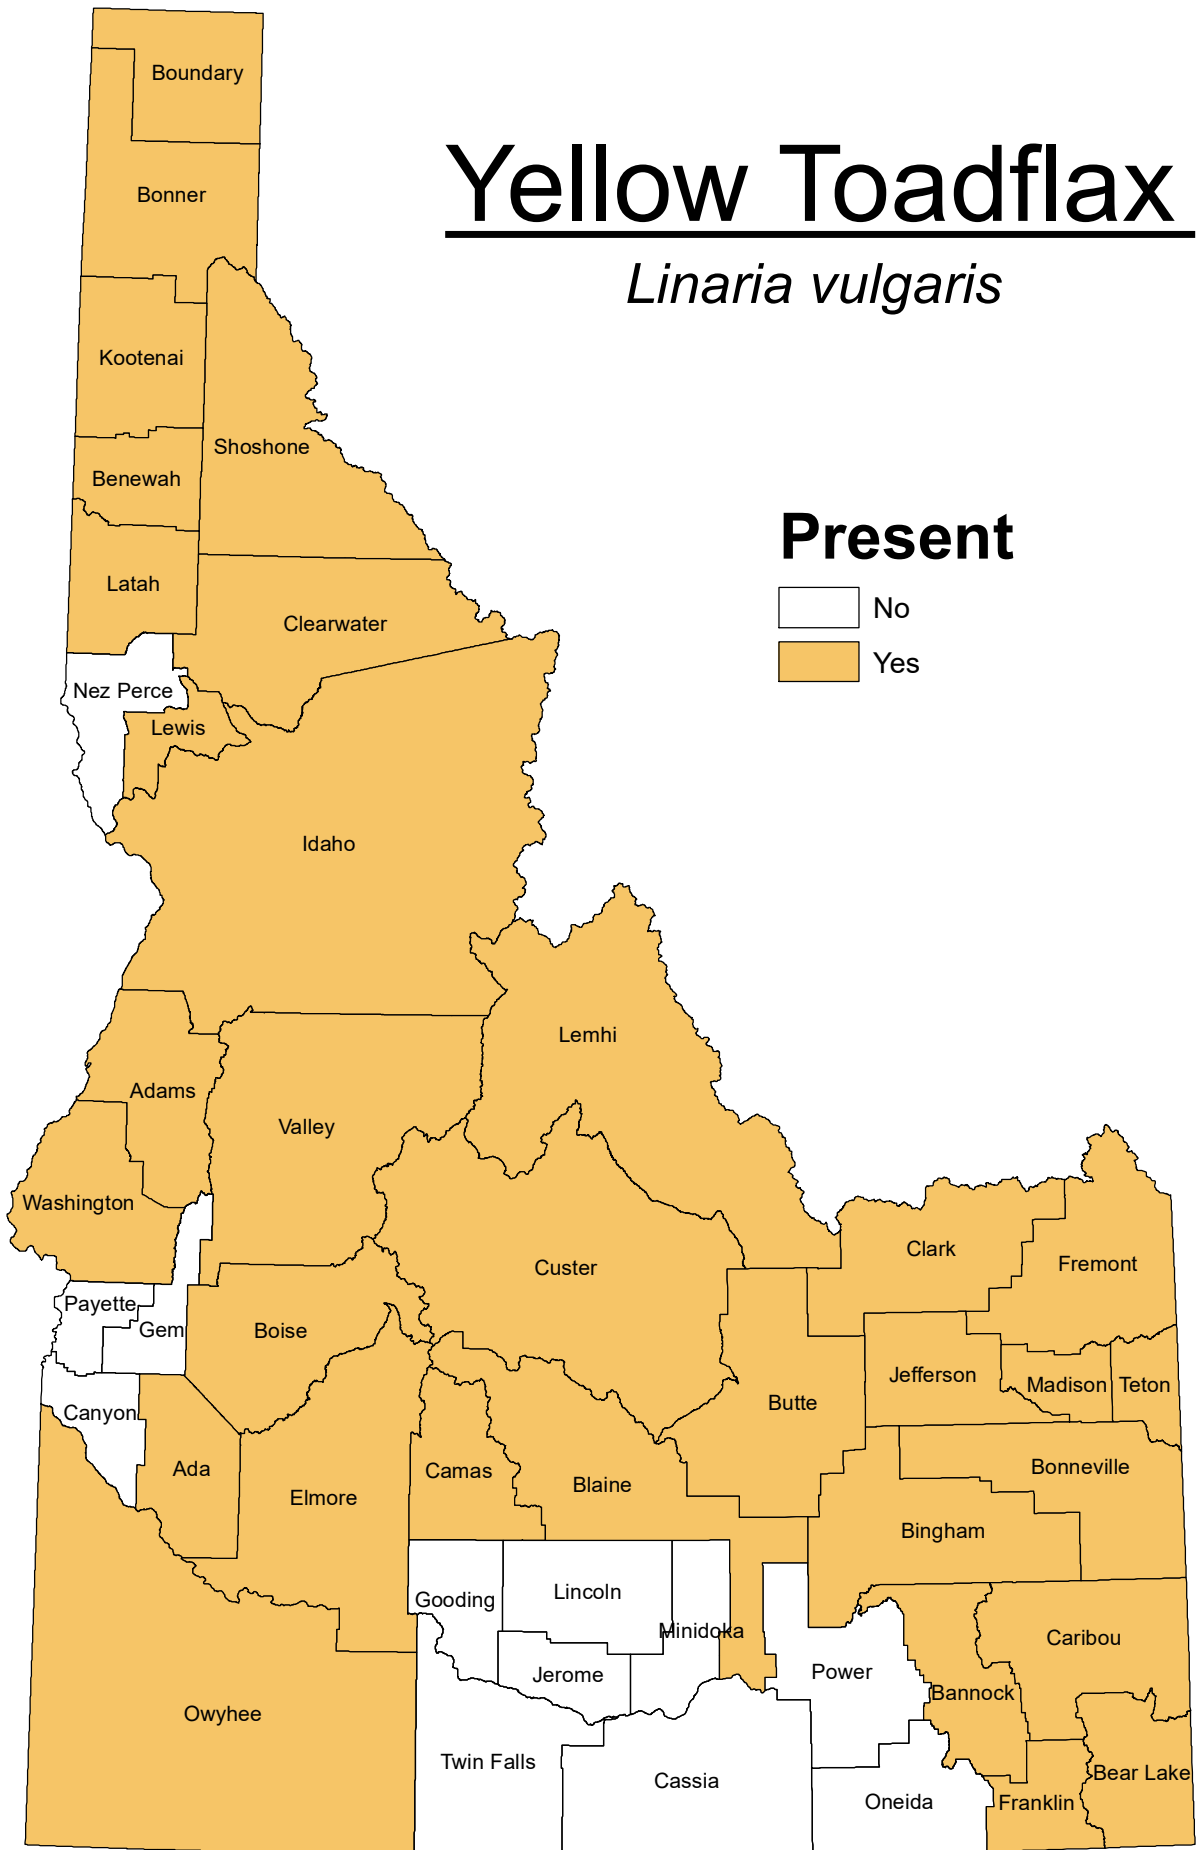 Boundary
Yellow Toadflax
Bonner
Linaria vulgaris
Kootenai
Shoshone
Benewah
Present
Latah
No
Clearwater
Yes
Nez Perce
Lewis
Idaho
Lemhi
Adams
Valley
Washington
Clark
Fremont
Custer
Payette
Gem
Boise
Jefferson
Madison
Teton
Butte
Canyon
Ada
Camas
Blaine
Bonneville
Elmore
Bingham
Gooding
Lincoln
Minidoka
Caribou
Jerome
Power
Bannock
Owyhee
Twin Falls
Cassia
Bear Lake
Oneida
Franklin